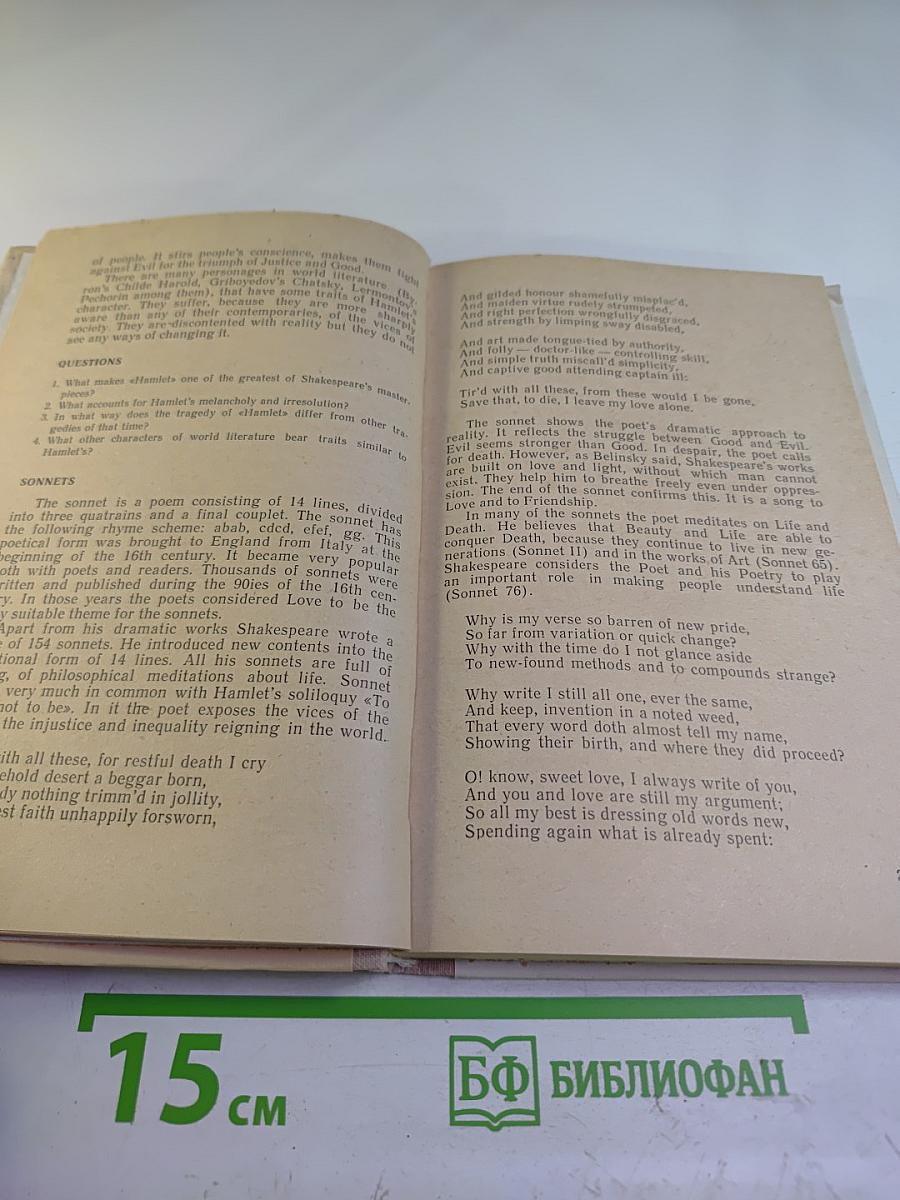 of people. It stirs people's conscience, makes them fight
against Evil for the triumph of Justice and Good.
There are many personages in world literature (By-
ron's Childe Harold, Griboyedov's Chatsky, Lermontov's
Pechorin among them), that have some traits of Hamlet's
character. They suffer, because they are more sharply
aware than any of their contemporaries, of the vices of
society. They are discontented with reality but they do not
see any ways of changing it.
QUESTIONS
1. What makes «Hamlet» one of the greatest of Shakespeare's master-
pieces?
2. What accounts for Hamlet's melancholy and irresolution?
3. In what way does the tragedy of «Hamlet» differ from other tra-
gedies of that time?
4. What other characters of world literature bear traits similar to
Hamlet's?
SONNETS
The sonnet is a poem consisting of 14 lines, divided
into three quatrains and a final couplet. The sonnet has
the following rhyme scheme: abab, cdcd, efef, gg. This
poetical form was brought to England from Italy at the
beginning of the 16th century. It became very popular
oth with poets and readers. Thousands of sonnets were
ritten and published during the 90ies of the 16th cen-
ry. In those years the poets considered Love to be the
y suitable theme for the sonnets.
Apart from his dramatic works Shakespeare wrote a
e of 154 sonnets. He introduced new contents into the
tional form of 14 lines. All his sonnets are full of
g, of philosophical meditations about life. Sonnet
very much in common with Hamlet's soliloquy «To
not to be». In it the poet exposes the vices of the
the injustice and inequality reigning in the world.
ith all these, for restful death I cry
ehold desert a beggar born,
dy nothing trimm'd in jollity,
est faith unhappily forsworn,
And gilded honour shamefully misplac'd,
And maiden virtue rudely strumpeted,
And right perfection wrongfully disgraced,
And strength by limping sway disabled,
And art made tongue-tied by authority,
And folly — doctor-like — controlling skill,
And simple truth miscall'd simplicity,
And captive good attending captain ill:
Tir'd with all these, from these would I be gone,
Save that, to die, I leave my love alone.
The sonnet shows the poet's dramatic approach to
reality. It reflects the struggle between Good and Evil.
Evil seems stronger than Good. In despair, the poet calls
for death. However, as Belinsky said, Shakespeare's works
are built on love and light, without which man cannot
exist. They help him to breathe freely even under oppres-
sion. The end of the sonnet confirms this. It is a song to
Love and to Friendship.
In many of the sonnets the poet meditates on Life and
Death. He believes that Beauty and Life are able to
conquer Death, because they continue to live in new ge-
nerations (Sonnet II) and in the works of Art (Sonnet 65).
Shakespeare considers the Poet and his Poetry to play
an important role in making people understand life
(Sonnet 76).
Why is my verse so barren of new pride,
So far from variation or quick change?
Why with the time do I not glance aside
To new-found methods and to compounds strange?
Why write I still all one, ever the same,
And keep, invention in a noted weed,
That every word doth almost tell my name,
Showing their birth, and where they did proceed?
O! know, sweet love, I always write of you,
And you and love are still my argument;
So all my best is dressing old words new,
Spending again what is already spent:
15 см
БФ БИБЛИОФАН